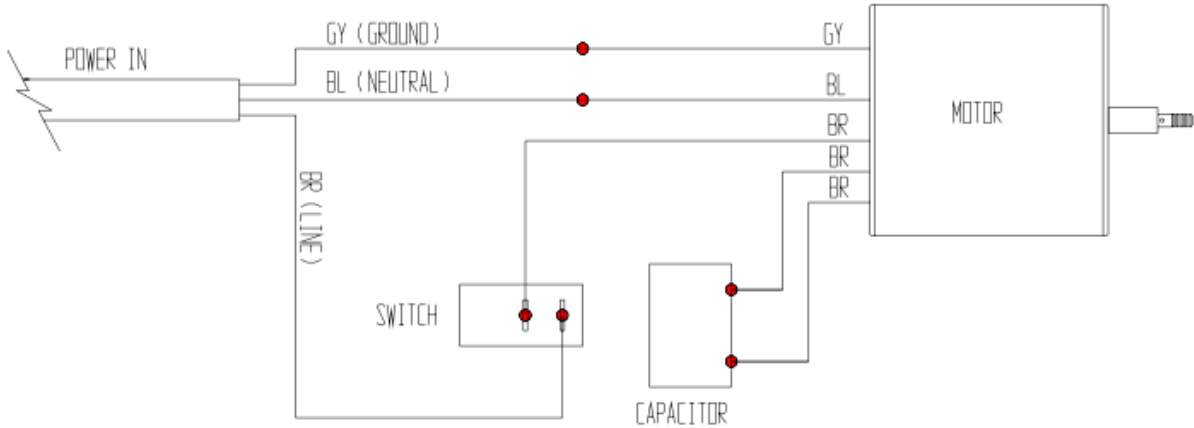 GY (GROUND)
GY
POWER IN
BL (NEUTRAL)
BL
MOTOR
BR
BR
BR
BR (LINE)
SWITCH
CAPACITOR